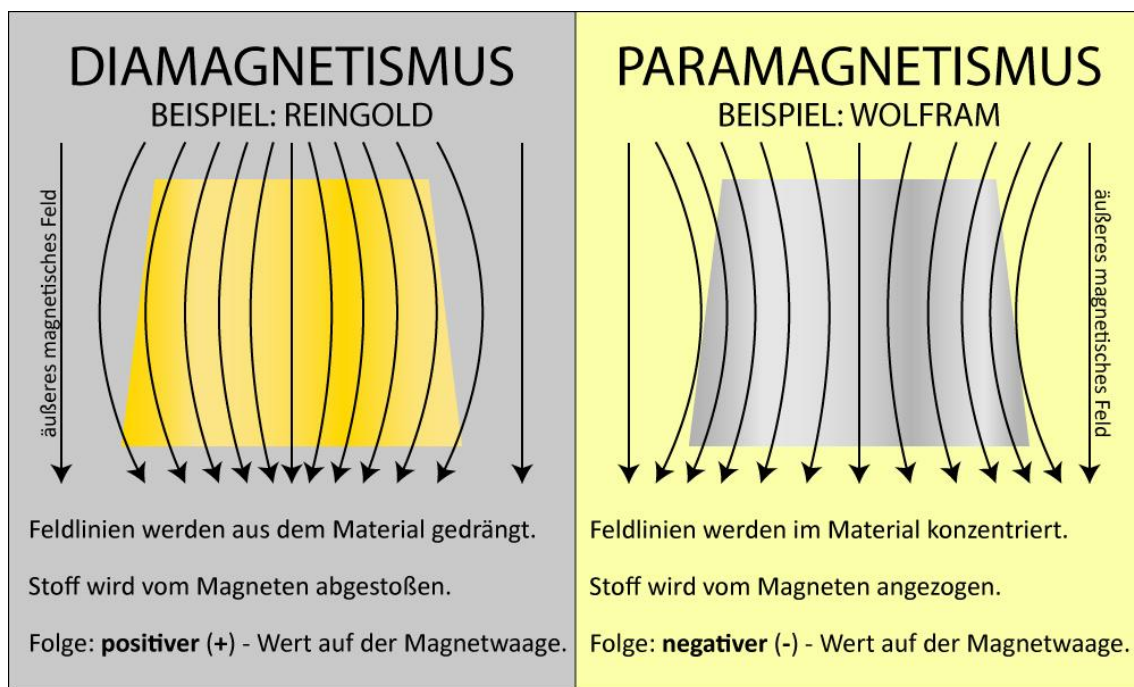 DIAMAGNETISMUS
BEISPIEL: REINGOLD
äußeres magnetisches Feld
Feldlinien werden aus dem Material gedrängt.
Stoff wird vom Magneten abgestoßen.
Folge: positiver (+) - Wert auf der Magnetwaage.
PARAMAGNETISMUS
BEISPIEL: WOLFRAM
äußeres magnetisches Feld
Feldlinien werden im Material konzentriert.
Stoff wird vom Magneten angezogen.
Folge: negativer (-) - Wert auf der Magnetwaage.